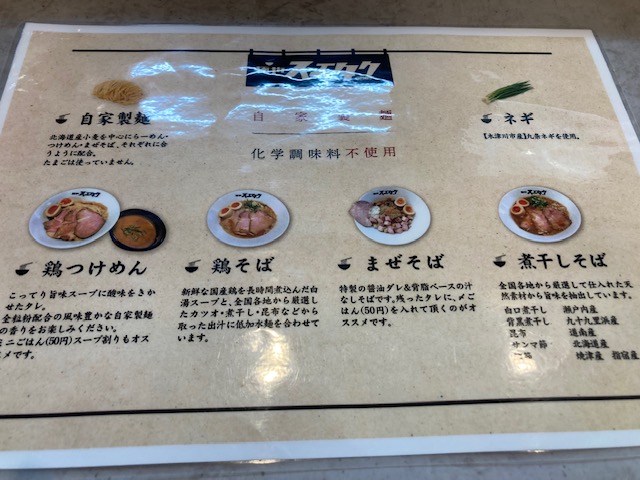 スエヒク
自家製麺
化学調味料不使用
自家製麺
北海道産小麦を中心にらーめん・
つけめん・まぜそば、それぞれに合
うように配合。
たまごは使っていません。
ネギ
【木津川市産】九条ネギを使用。
鶏つけめん
こってり旨味スープに酸味をきか
せたタレ。
全粒粉配合の風味豊かな自家製麺
の香りをお楽しみください。
ミニごはん(50円)スープ割りもオス
スメです。
鶏そば
新鮮な国産鶏を長時間煮込んだ白
湯スープと、全国各地から厳選し
たカツオ・煮干し・昆布などから
取った出汁に低加水麺を合わせて
います。
まぜそば
特製の醤油ダレ&背脂ベースの汁
なしそばです。残ったタレに、〆ご
はん(50円)を入れて頂くのがオ
ススメです。
煮干しそば
全国各地から厳選して仕入れた天
然素材から旨味を抽出しています。
白口煮干し 瀬戸内産
背黒煮干し 九十九里浜産
昆布 道南産
サンマ節 北海道産
節 焼津産 指宿産